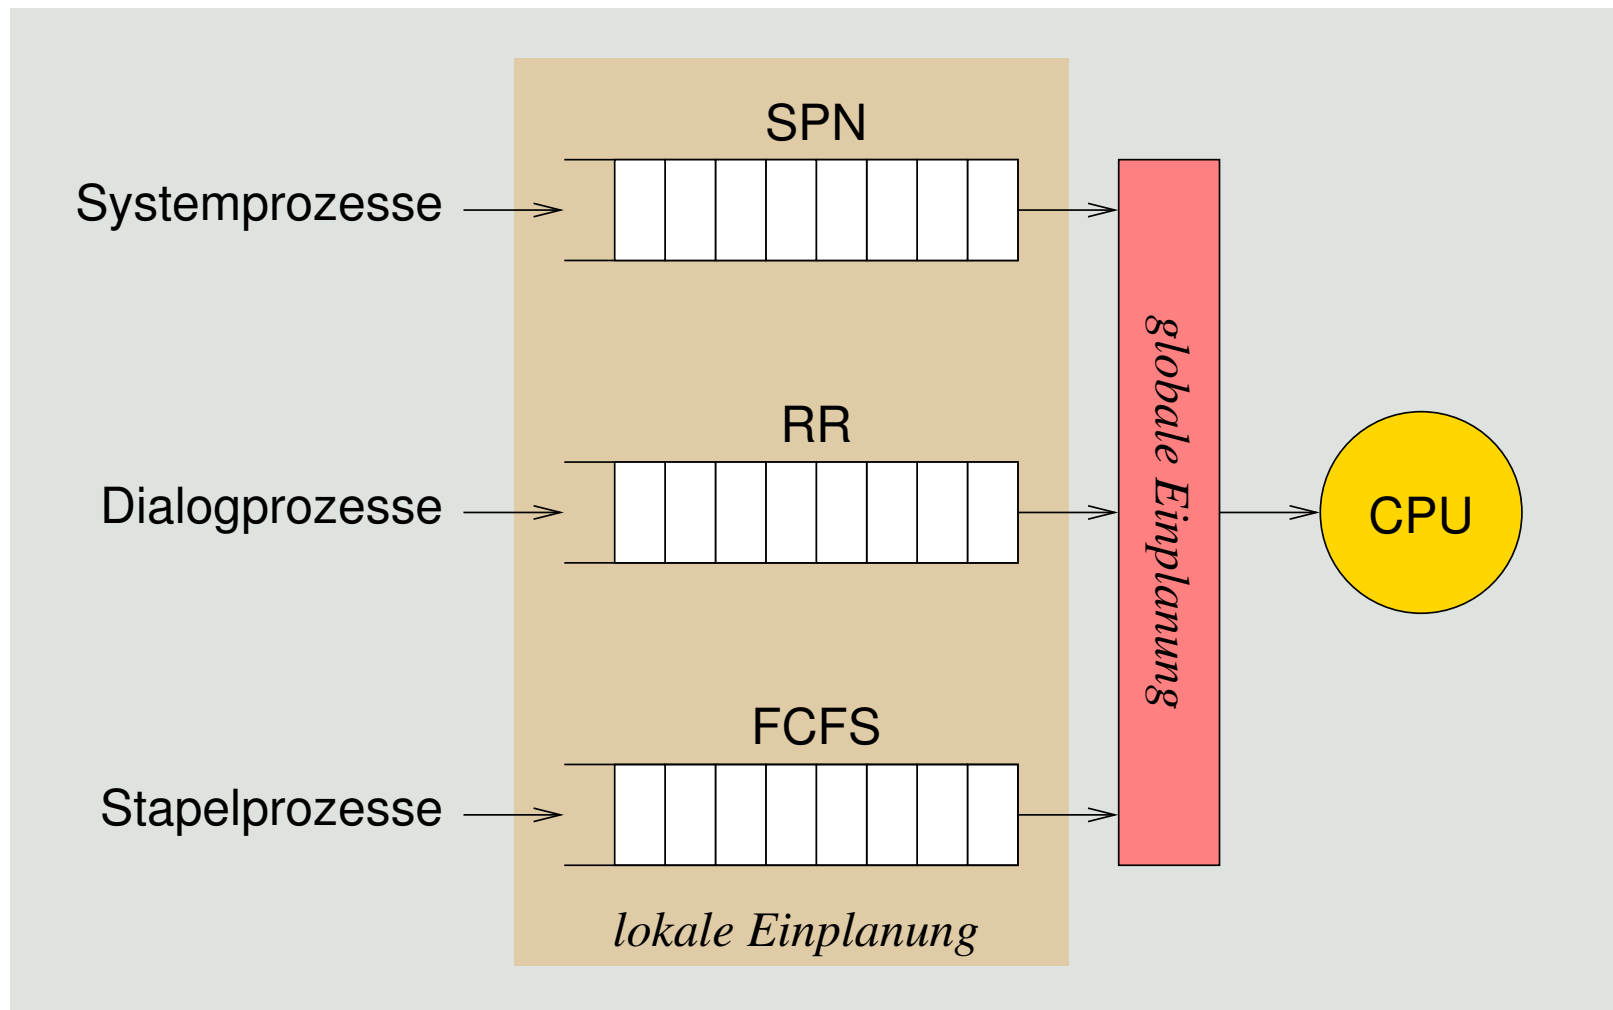 SPN
Systemprozesse
RR
Dialogprozesse
FCFS
Stapelprozesse
lokale Einplanung
globale Einplanung
CPU